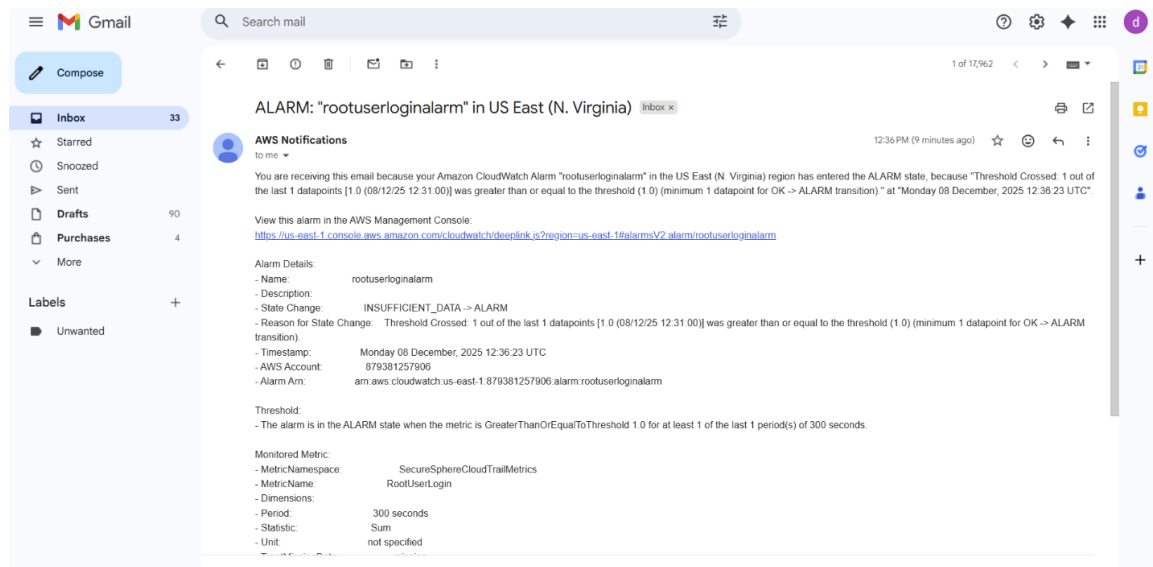 Gmail
Search mail
d
Compose
1 of 17,962
Inbox 33
Starred
Snoozed
Sent
Drafts 90
Purchases 4
More
Labels
Unwanted
ALARM: "rootuserloginalarm" in US East (N. Virginia) Inbox ×
AWS Notifications
12:36 PM (9 minutes ago)
to me
You are receiving this email because your Amazon CloudWatch Alarm "rootuserloginalarm" in the US East (N. Virginia) region has entered the ALARM state, because "Threshold Crossed: 1 out of
the last 1 datapoints [1.0 (08/12/25 12:31:00)] was greater than or equal to the threshold (1.0) (minimum 1 datapoint for OK -> ALARM transition)." at "Monday 08 December, 2025 12:36:23 UTC".
View this alarm in the AWS Management Console:
https://us-east-1.console.aws.amazon.com/cloudwatch/deeplink.js?region=us-east-1#alarmsV2:alarm/rootuserloginalarm
Alarm Details:
- Name: rootuserloginalarm
- Description:
- State Change: INSUFFICIENT_DATA -> ALARM
- Reason for State Change: Threshold Crossed: 1 out of the last 1 datapoints [1.0 (08/12/25 12:31:00)] was greater than or equal to the threshold (1.0) (minimum 1 datapoint for OK -> ALARM
transition).
- Timestamp: Monday 08 December, 2025 12:36:23 UTC
- AWS Account: 879381257906
- Alarm Arn: arn:aws:cloudwatch:us-east-1:879381257906:alarm:rootuserloginalarm
Threshold:
- The alarm is in the ALARM state when the metric is GreaterThanOrEqualToThreshold 1.0 for at least 1 of the last 1 period(s) of 300 seconds.
Monitored Metric:
- MetricNamespace: SecureSphereCloudTrailMetrics
- MetricName: RootUserLogin
- Dimensions:
- Period: 300 seconds
- Statistic: Sum
- Unit: not specified
31